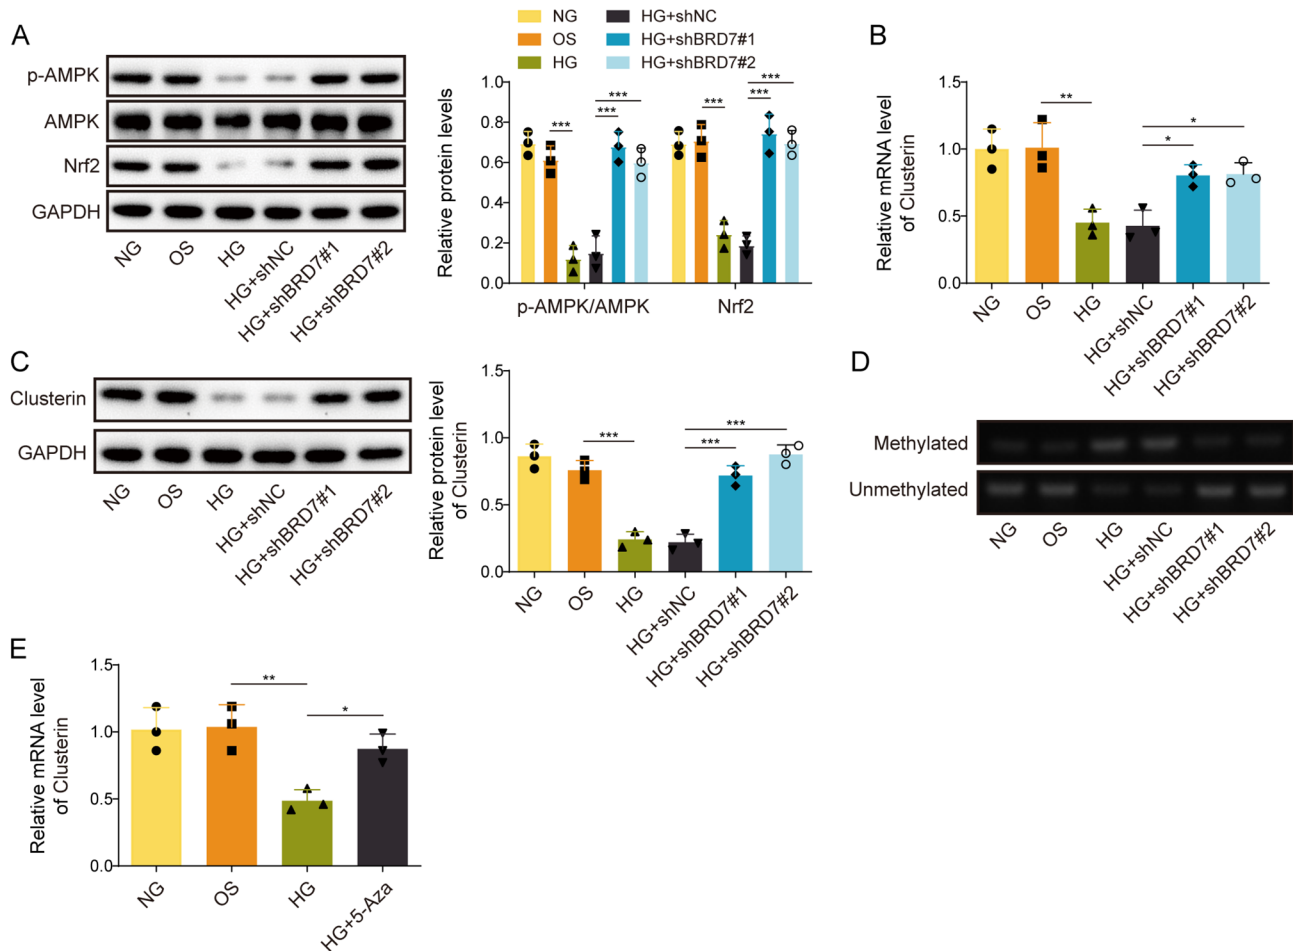 A
p-AMPK
AMPK
Nrf2
GAPDH
NG
OS
HG
HG+shNC
HG+shBRD7#1
HG+shBRD7#2
NG
OS
HG
HG+shNC
HG+shBRD7#1
HG+shBRD7#2
Relative protein levels
1.0
0.8
0.6
0.4
0.2
0.0
***
***
***
***
***
***
p-AMPK/AMPK
Nrf2
B
Relative mRNA level
of Clusterin
1.5
1.0
0.5
0.0
**
*
*
NG
OS
HG
HG+shNC
HG+shBRD7#1
HG+shBRD7#2
C
Clusterin
GAPDH
NG
OS
HG
HG+shNC
HG+shBRD7#1
HG+shBRD7#2
Relative protein level
of Clusterin
1.5
1.0
0.5
0.0
***
***
***
NG
OS
HG
HG+shNC
HG+shBRD7#1
HG+shBRD7#2
D
Methylated
Unmethylated
NG
OS
HG
HG+shNC
HG+shBRD7#1
HG+shBRD7#2
E
Relative mRNA level
of Clusterin
1.5
1.0
0.5
0.0
**
*
NG
OS
HG
HG+5-Aza